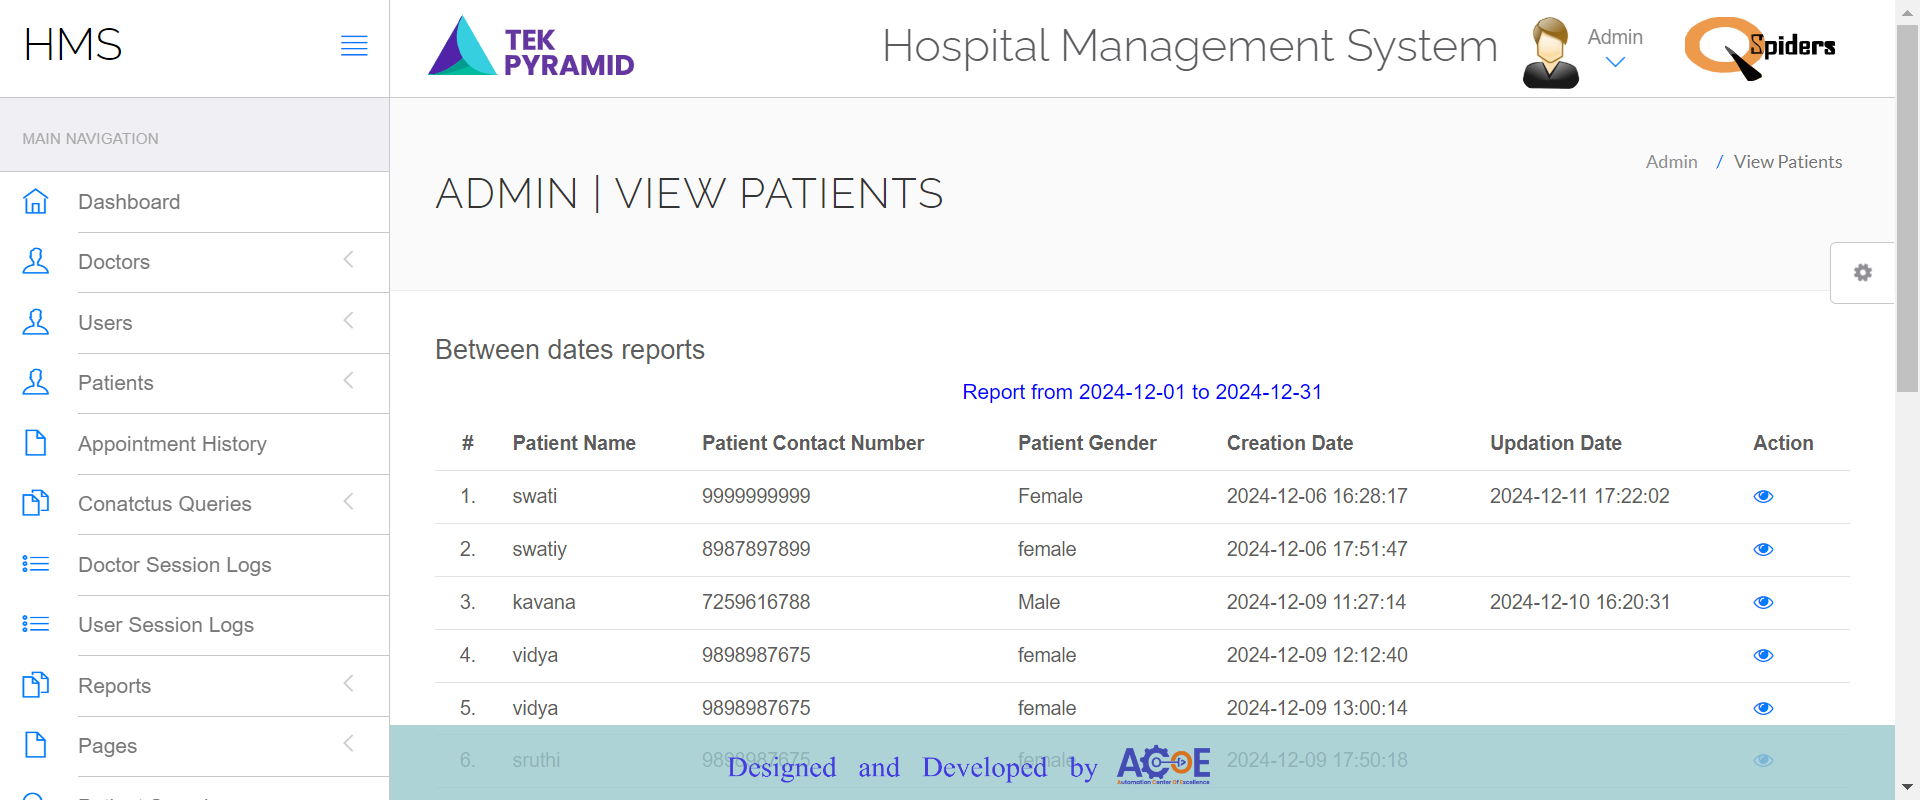 HMS
TEK
PYRAMID
Hospital Management System
Admin
Spiders
MAIN NAVIGATION
Dashboard
Doctors
Users
Patients
Appointment History
Conatctus Queries
Doctor Session Logs
User Session Logs
Reports
Pages
Admin / View Patients
ADMIN | VIEW PATIENTS
Between dates reports
Report from 2024-12-01 to 2024-12-31
# Patient Name Patient Contact Number Patient Gender Creation Date Updation Date Action
1. swati 9999999999 Female 2024-12-06 16:28:17 2024-12-11 17:22:02
2. swatiy 8987897899 female 2024-12-06 17:51:47
3. kavana 7259616788 Male 2024-12-09 11:27:14 2024-12-10 16:20:31
4. vidya 9898987675 female 2024-12-09 12:12:40
5. vidya 9898987675 female 2024-12-09 13:00:14
6. sruthi 9898987675 female 2024-12-09 17:50:18
Designed and Developed by ACOE
Automation Center Of Excellence